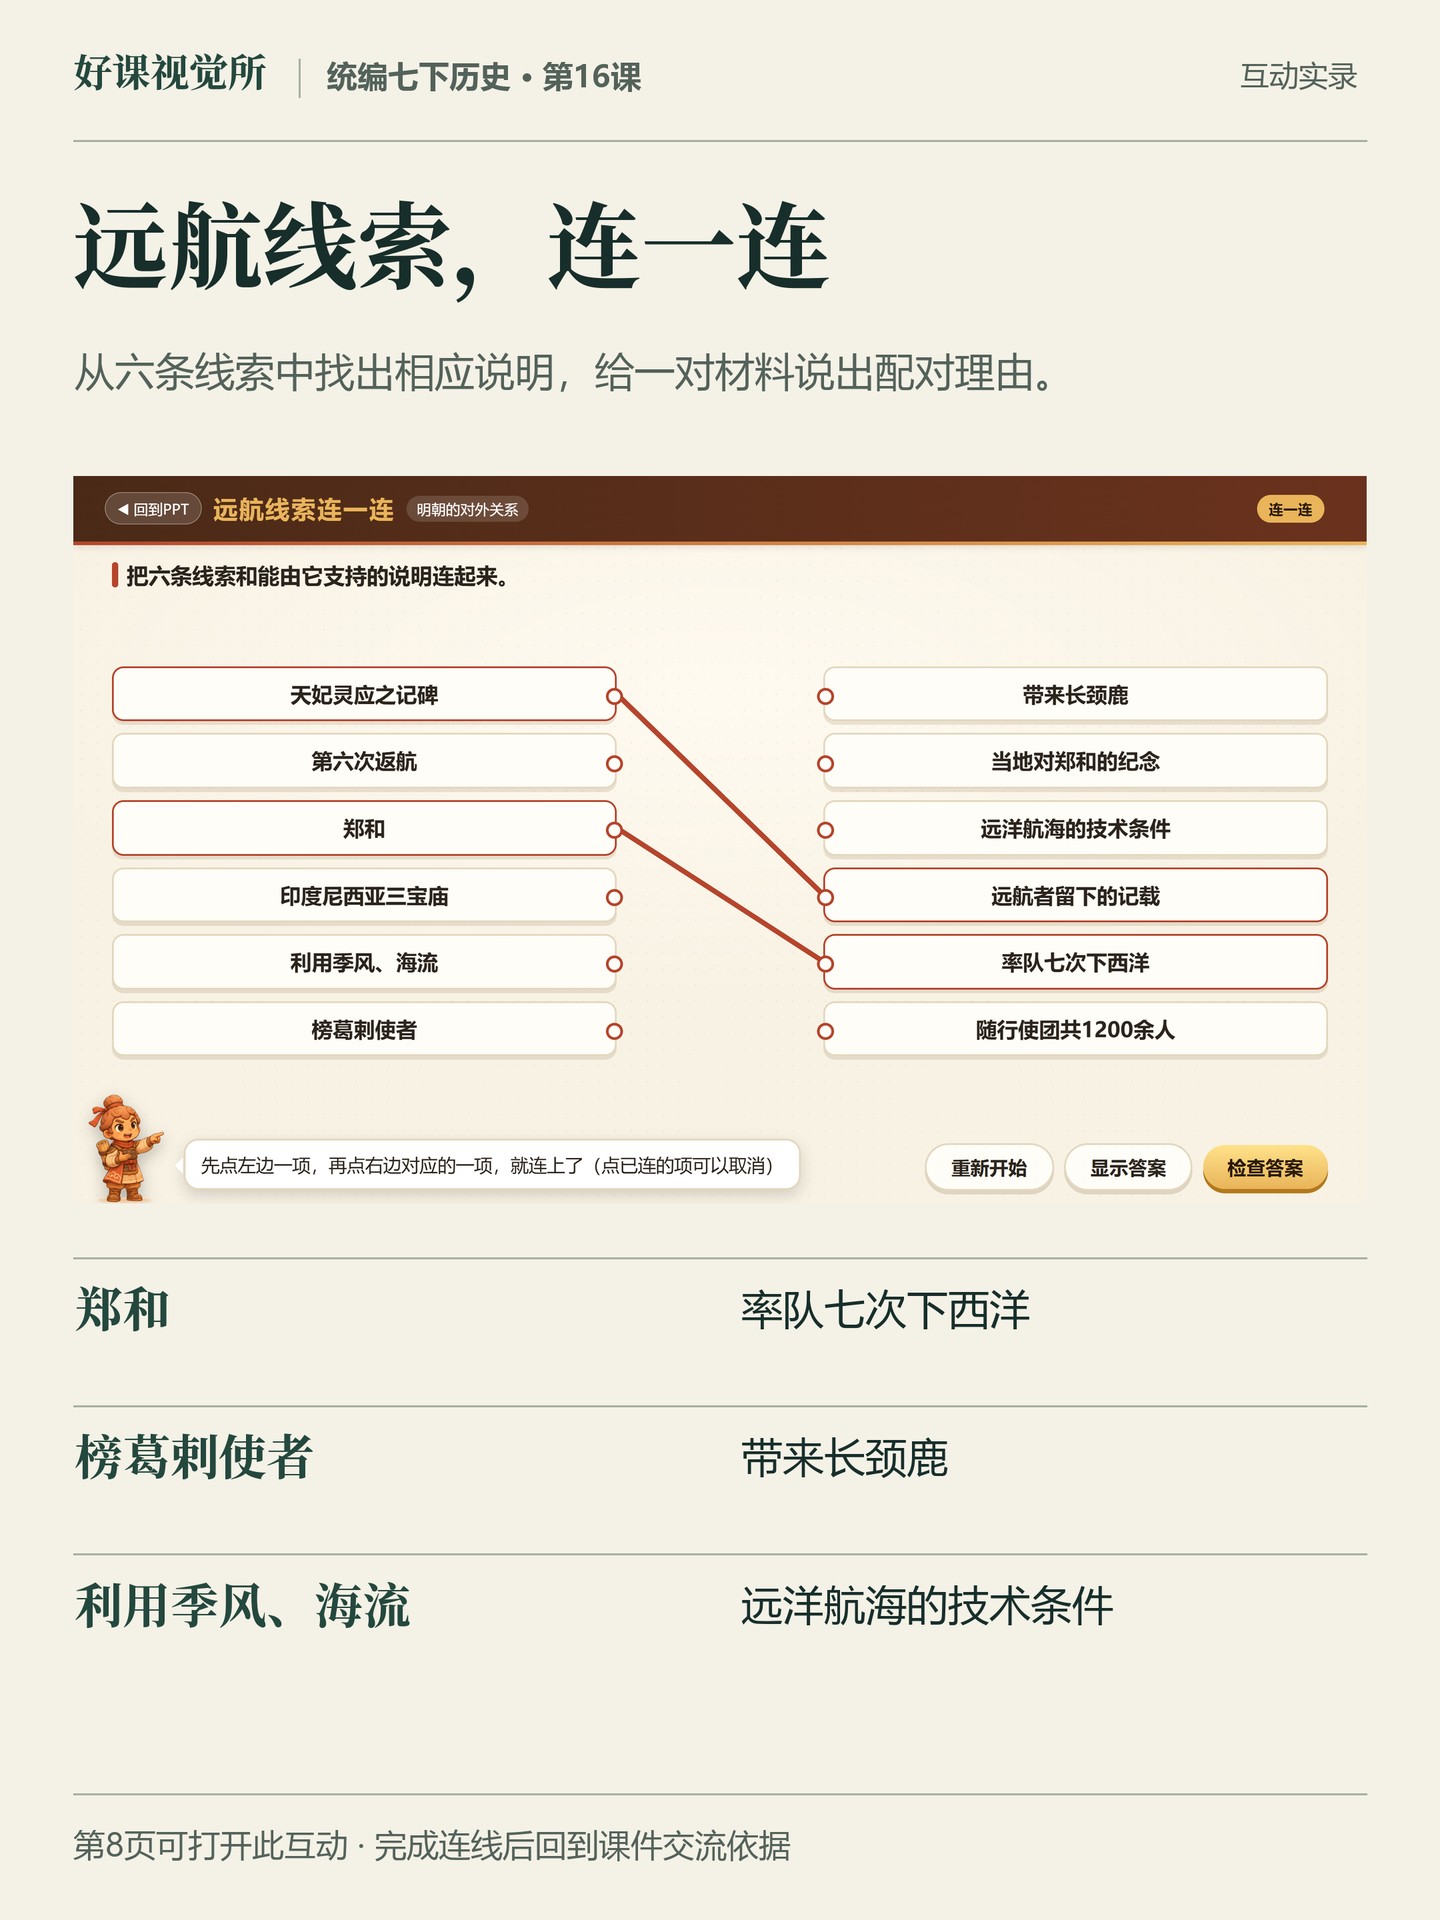 好课视觉所
统编七下历史·第16课
互动实录
远航线索，连一连
从六条线索中找出相应说明，给一对材料说出配对理由。
◀ 回到PPT
远航线索连一连
明朝的对外关系
连一连
把六条线索和能由它支持的说明连起来。
天妃灵应之记碑
带来长颈鹿
第六次返航
当地对郑和的纪念
郑和
远洋航海的技术条件
印度尼西亚三宝庙
远航者留下的记载
利用季风、海流
率队七次下西洋
榜葛剌使者
随行使团共1200余人
先点左边一项，再点右边对应的一项，就连上了（点已连的项可以取消）
重新开始
显示答案
检查答案
郑和
率队七次下西洋
榜葛剌使者
带来长颈鹿
利用季风、海流
远洋航海的技术条件
第8页可打开此互动·完成连线后回到课件交流依据